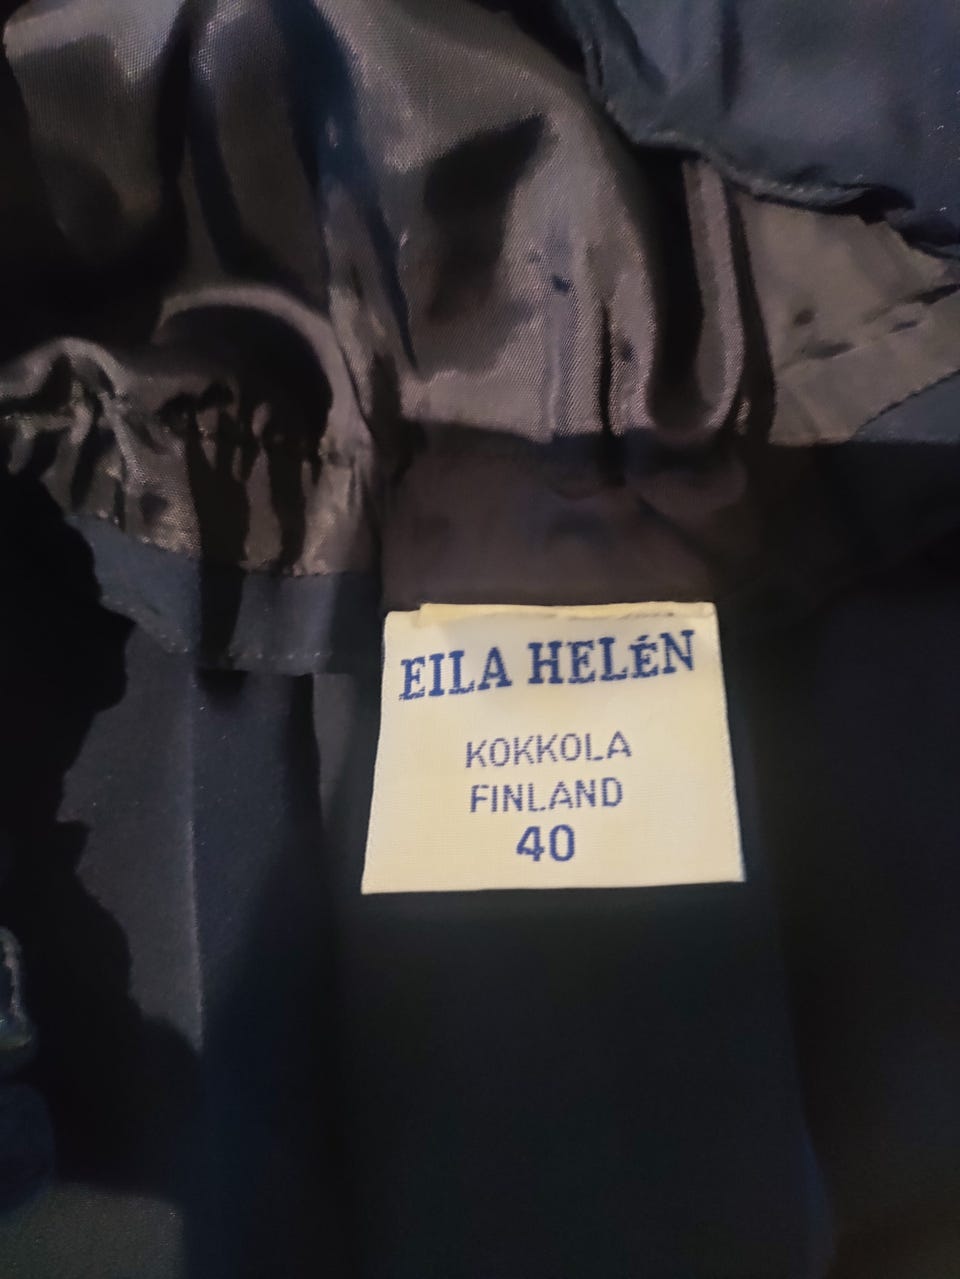 EILA HELÉN
KOKKOLA
FINLAND
40